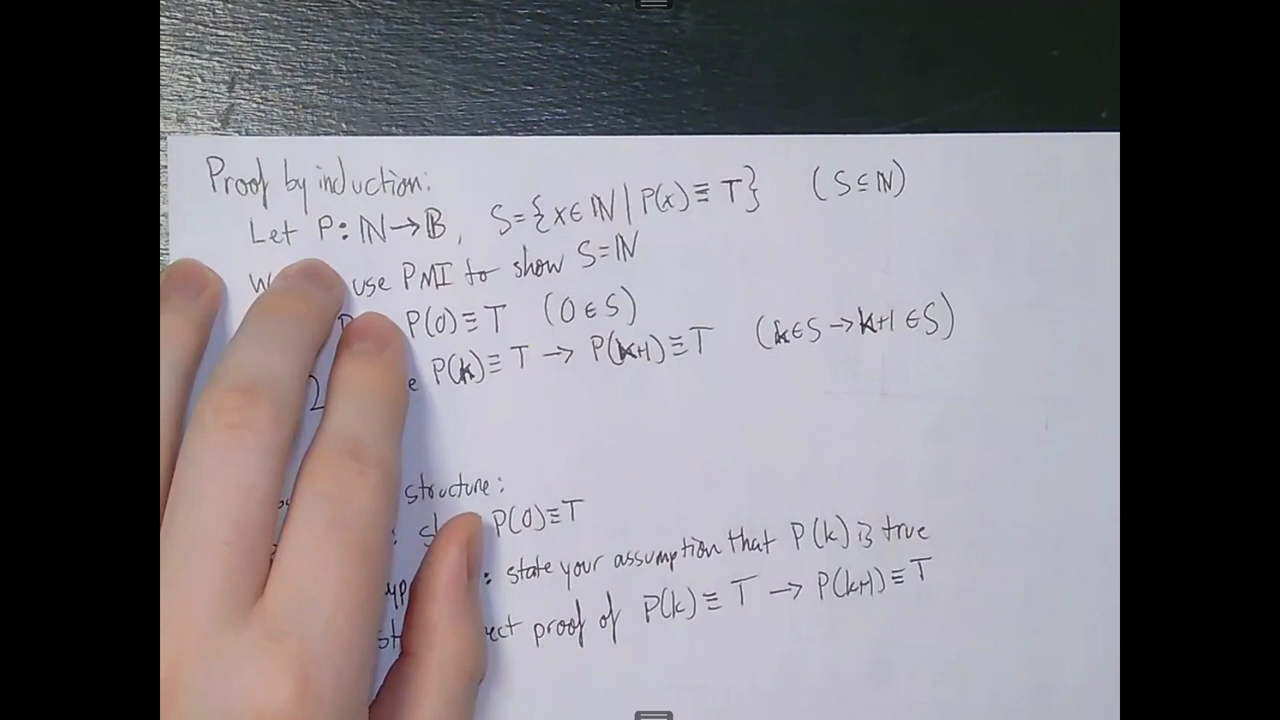 Proof by induction:
Let P: ℕ→𝔹, S={x∈ℕ|P(x)≡T} (S⊆ℕ)
use PMI to show S=ℕ
P(0)≡T (0∈S)
2 P(k)≡T → P(k+1)≡T (k∈S→k+1∈S)
structure:
: P(0)≡T
: state your assumption that P(k) is true
proof of P(k)≡T → P(k+1)≡T